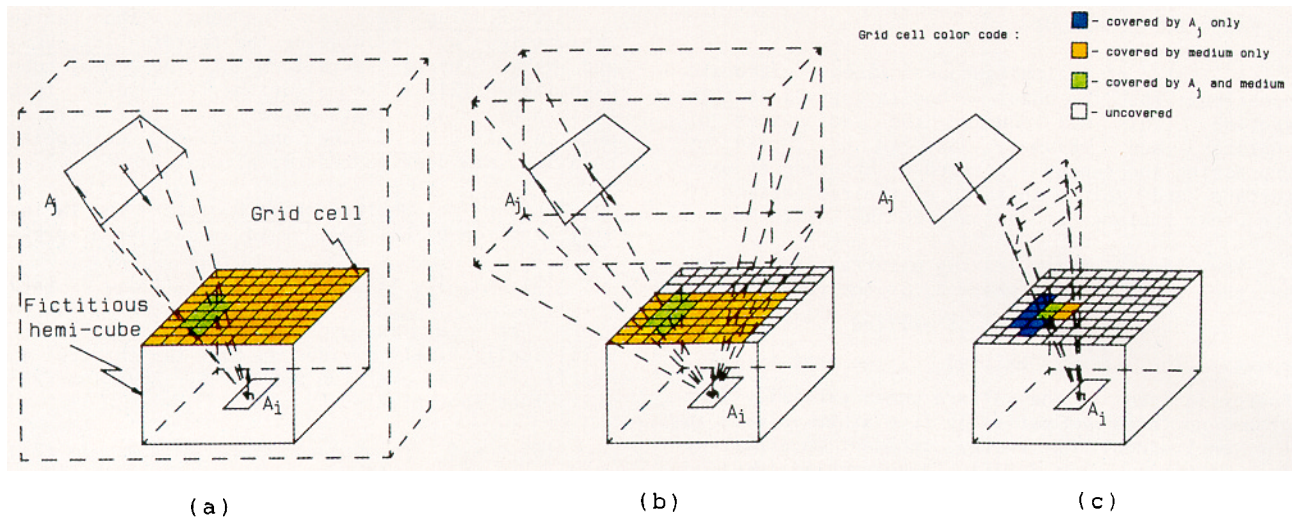 Grid cell color code :
- covered by Aj only
- covered by medium only
- covered by Aj and medium
- uncovered
Aj
Grid cell
Fictitious
hemi-cube
Ai
Aj
Ai
Aj
Ai
(a)
(b)
(c)